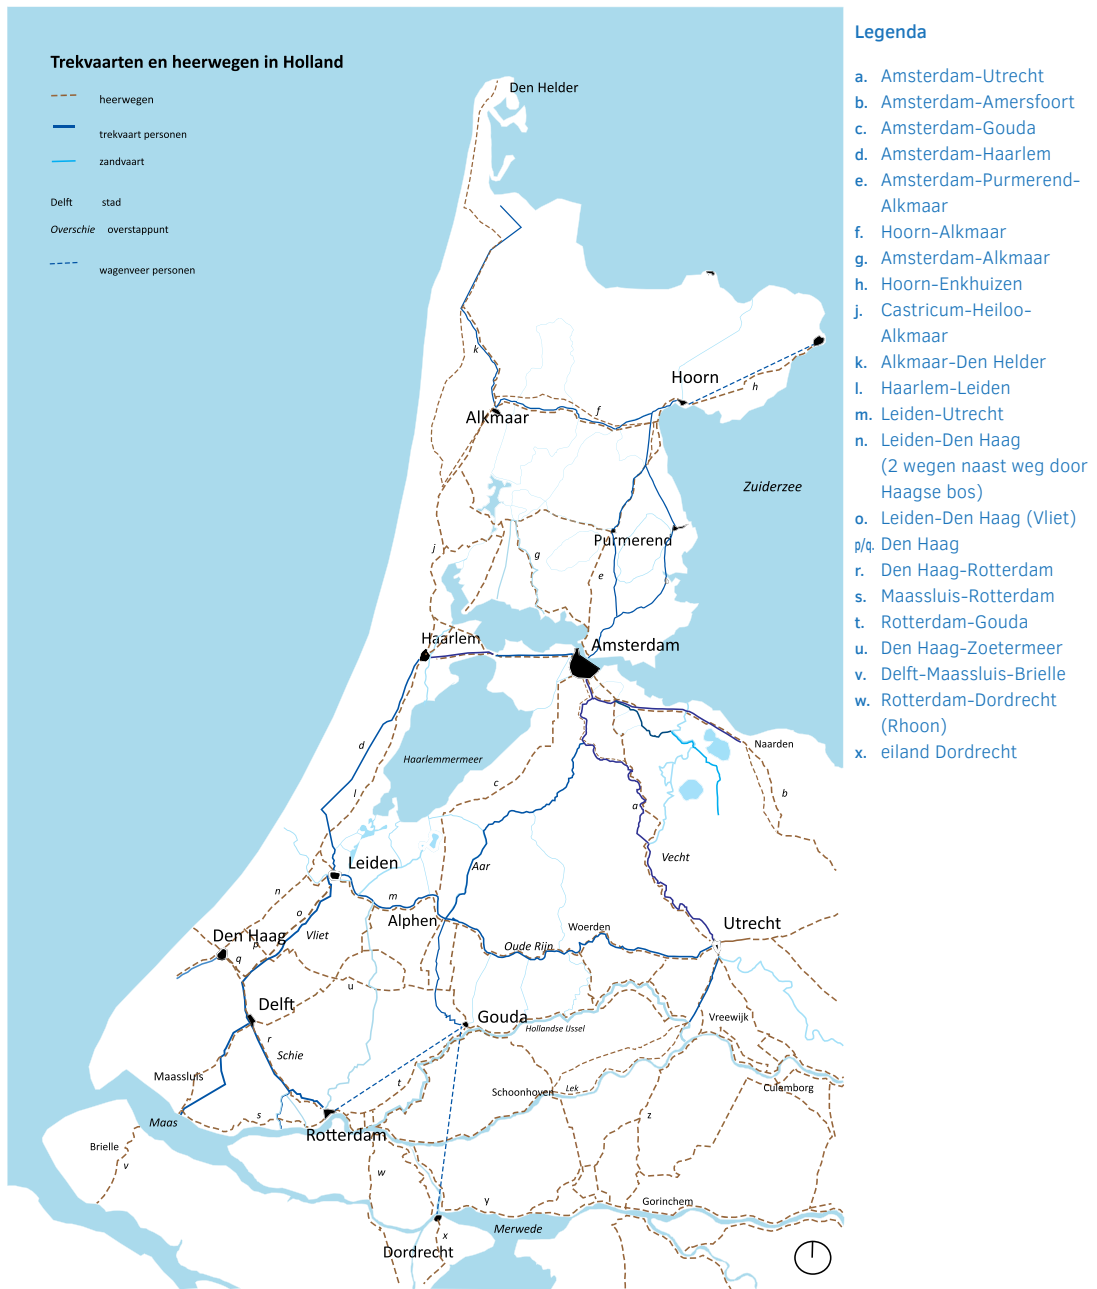 Trekvaarten en heerwegen in Holland
heerwegen
trekvaart personen
zandvaart
Delft stad
Overschie overstappunt
wagenveer personen
Den Helder
k
Hoorn
h
f
Alkmaar
Zuiderzee
Purmerend
j
g
e
Haarlem
Amsterdam
d
Haarlemmermeer
Naarden
c
l
a
b
Vecht
Leiden
Aar
n
m
o
Alphen
Utrecht
Vliet
Woerden
Den Haag
p
q
Oude Rijn
u
Delft
Gouda
Vreewijk
Hollandse IJssel
r
Schie
Maassluis
t
Schoonhoven
Lek
Culemborg
s
z
Maas
Rotterdam
Brielle
v
w
y
Gorinchem
Merwede
x
Dordrecht
Legenda
a. Amsterdam-Utrecht
b. Amsterdam-Amersfoort
c. Amsterdam-Gouda
d. Amsterdam-Haarlem
e. Amsterdam-Purmerend-
Alkmaar
f. Hoorn-Alkmaar
g. Amsterdam-Alkmaar
h. Hoorn-Enkhuizen
j. Castricum-Heiloo-
Alkmaar
k. Alkmaar-Den Helder
l. Haarlem-Leiden
m. Leiden-Utrecht
n. Leiden-Den Haag
(2 wegen naast weg door
Haagse bos)
o. Leiden-Den Haag (Vliet)
p/q. Den Haag
r. Den Haag-Rotterdam
s. Maassluis-Rotterdam
t. Rotterdam-Gouda
u. Den Haag-Zoetermeer
v. Delft-Maassluis-Brielle
w. Rotterdam-Dordrecht
(Rhoon)
x. eiland Dordrecht